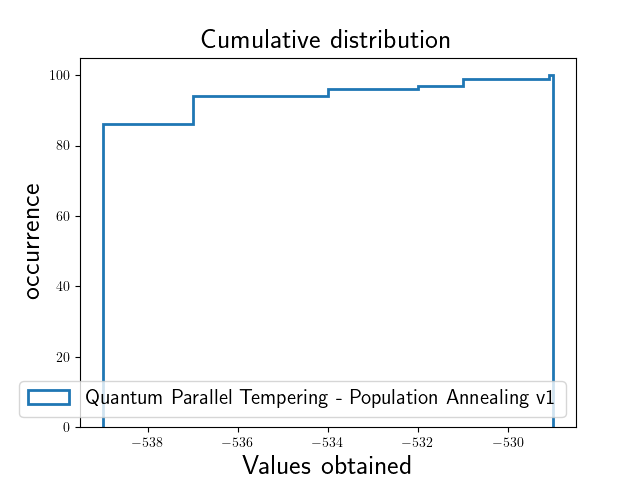 Cumulative distribution
occurrence
100
80
60
40
20
0
Quantum Parallel Tempering - Population Annealing v1
−538
−536
−534
−532
−530
Values obtained